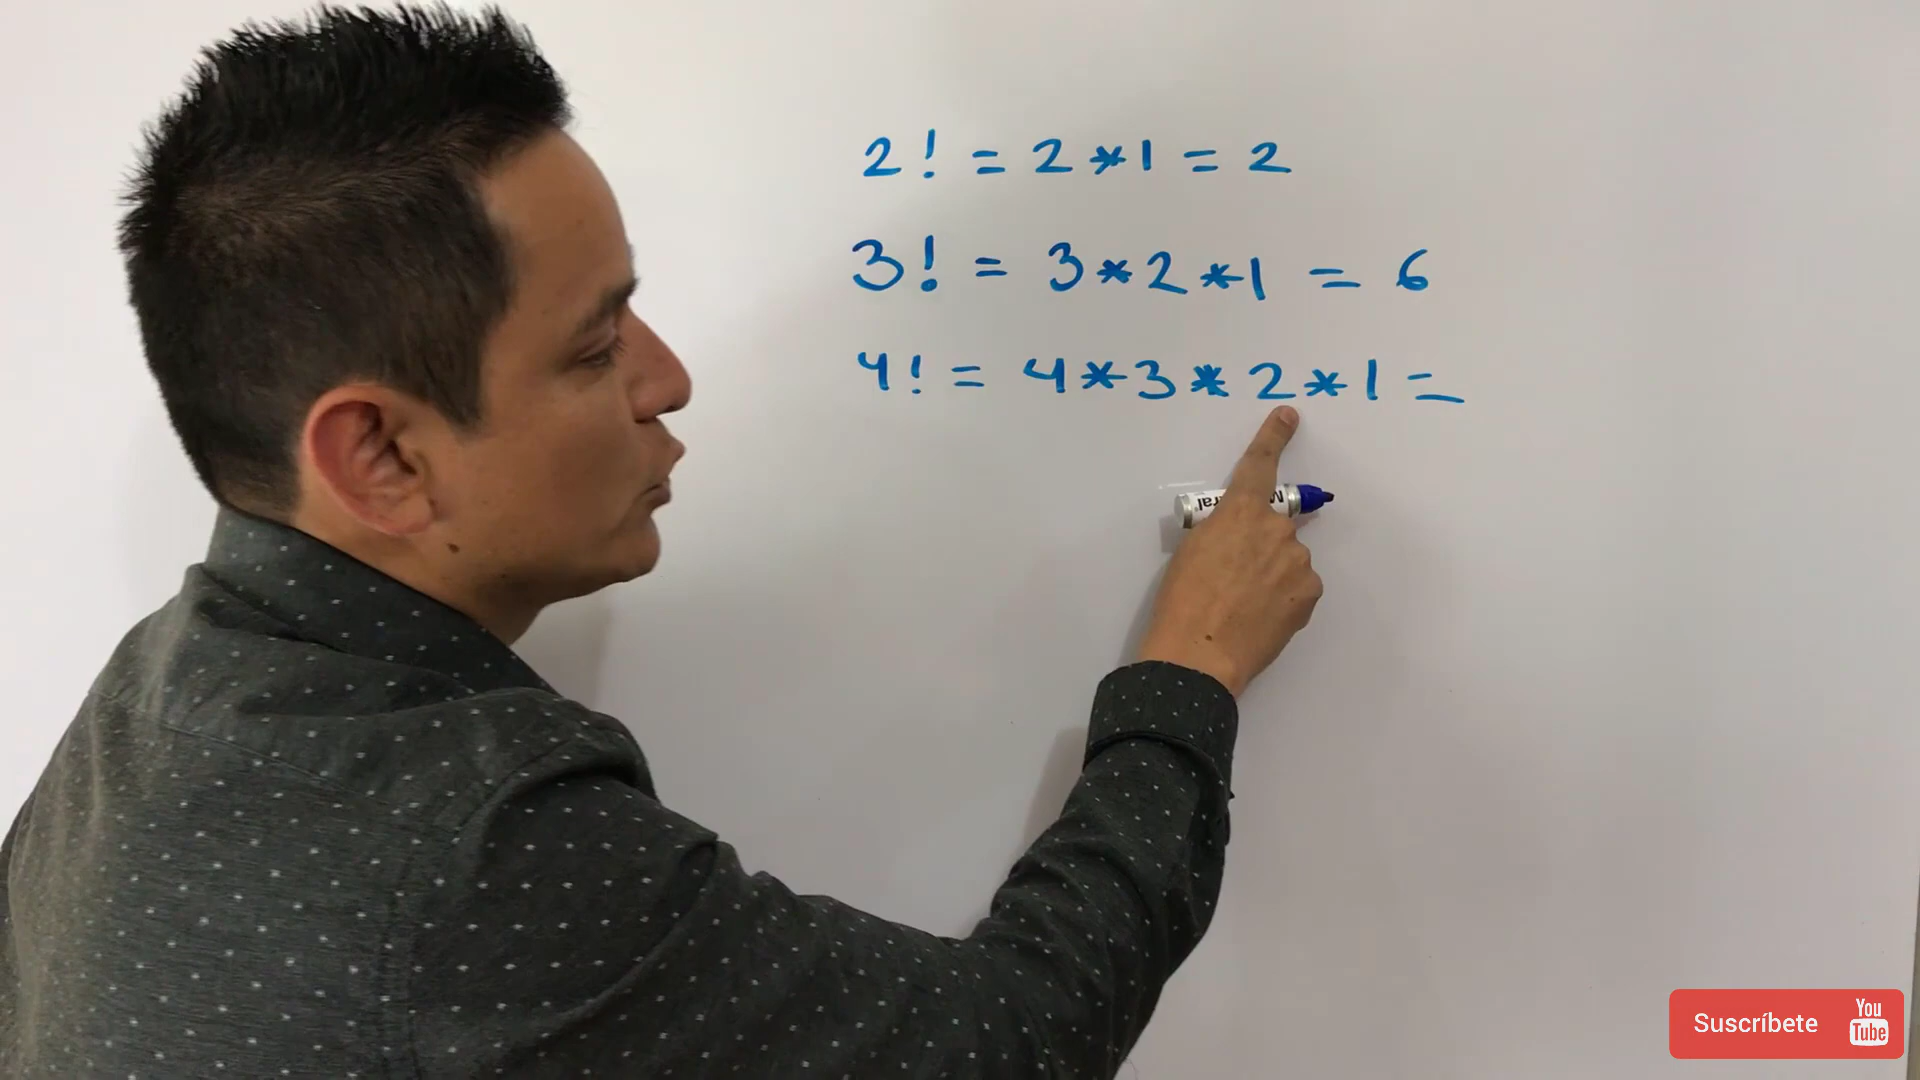 2! = 2*1 = 2
3! = 3*2*1 = 6
4! = 4*3*2*1 =
Suscríbete
You
Tube